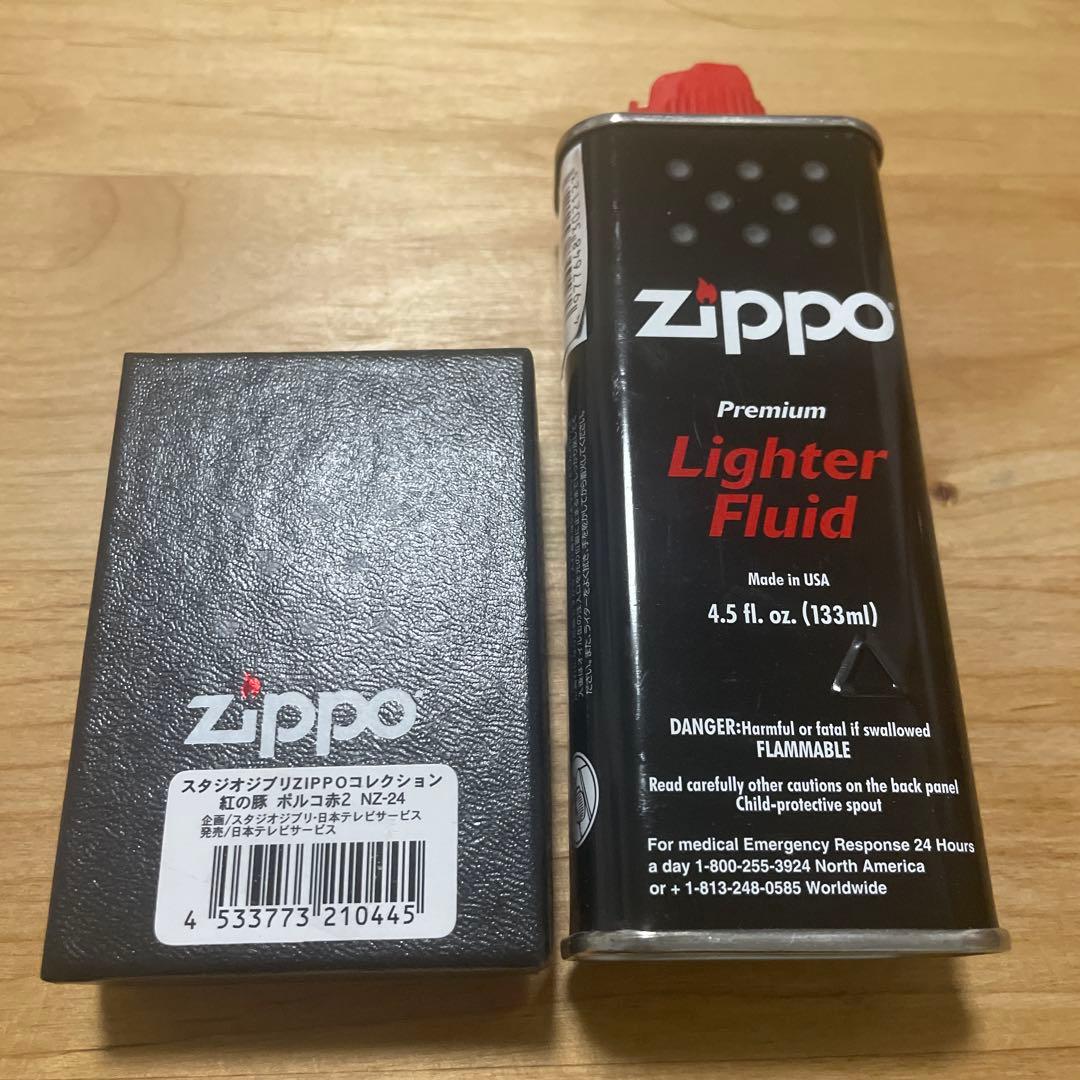 zippo
スタジオジブリZIPPOコレクション
紅の豚 ポルコ赤2 NZ-24
企画/スタジオジブリ・日本テレビサービス
発売/日本テレビサービス
4 533773 210445
zippo
Premium
Lighter
Fluid
Made in USA
4.5 fl. oz. (133ml)
DANGER:Harmful or fatal if swallowed
FLAMMABLE
Read carefully other cautions on the back panel
Child-protective spout
For medical Emergency Response 24 Hours
a day 1-800-255-3924 North America
or + 1-813-248-0585 Worldwide